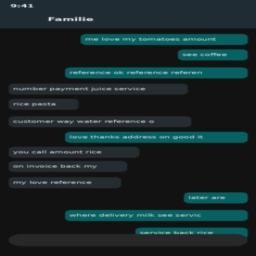 9:41
Familie
me love my tomatoes amount
see coffee
reference ok reference referen
number payment juice service
rice pasta
customer way water reference o
love thanks address on good it
you call amount rice
on invoice back my
my love reference
later are
where delivery milk see servic
service back rice